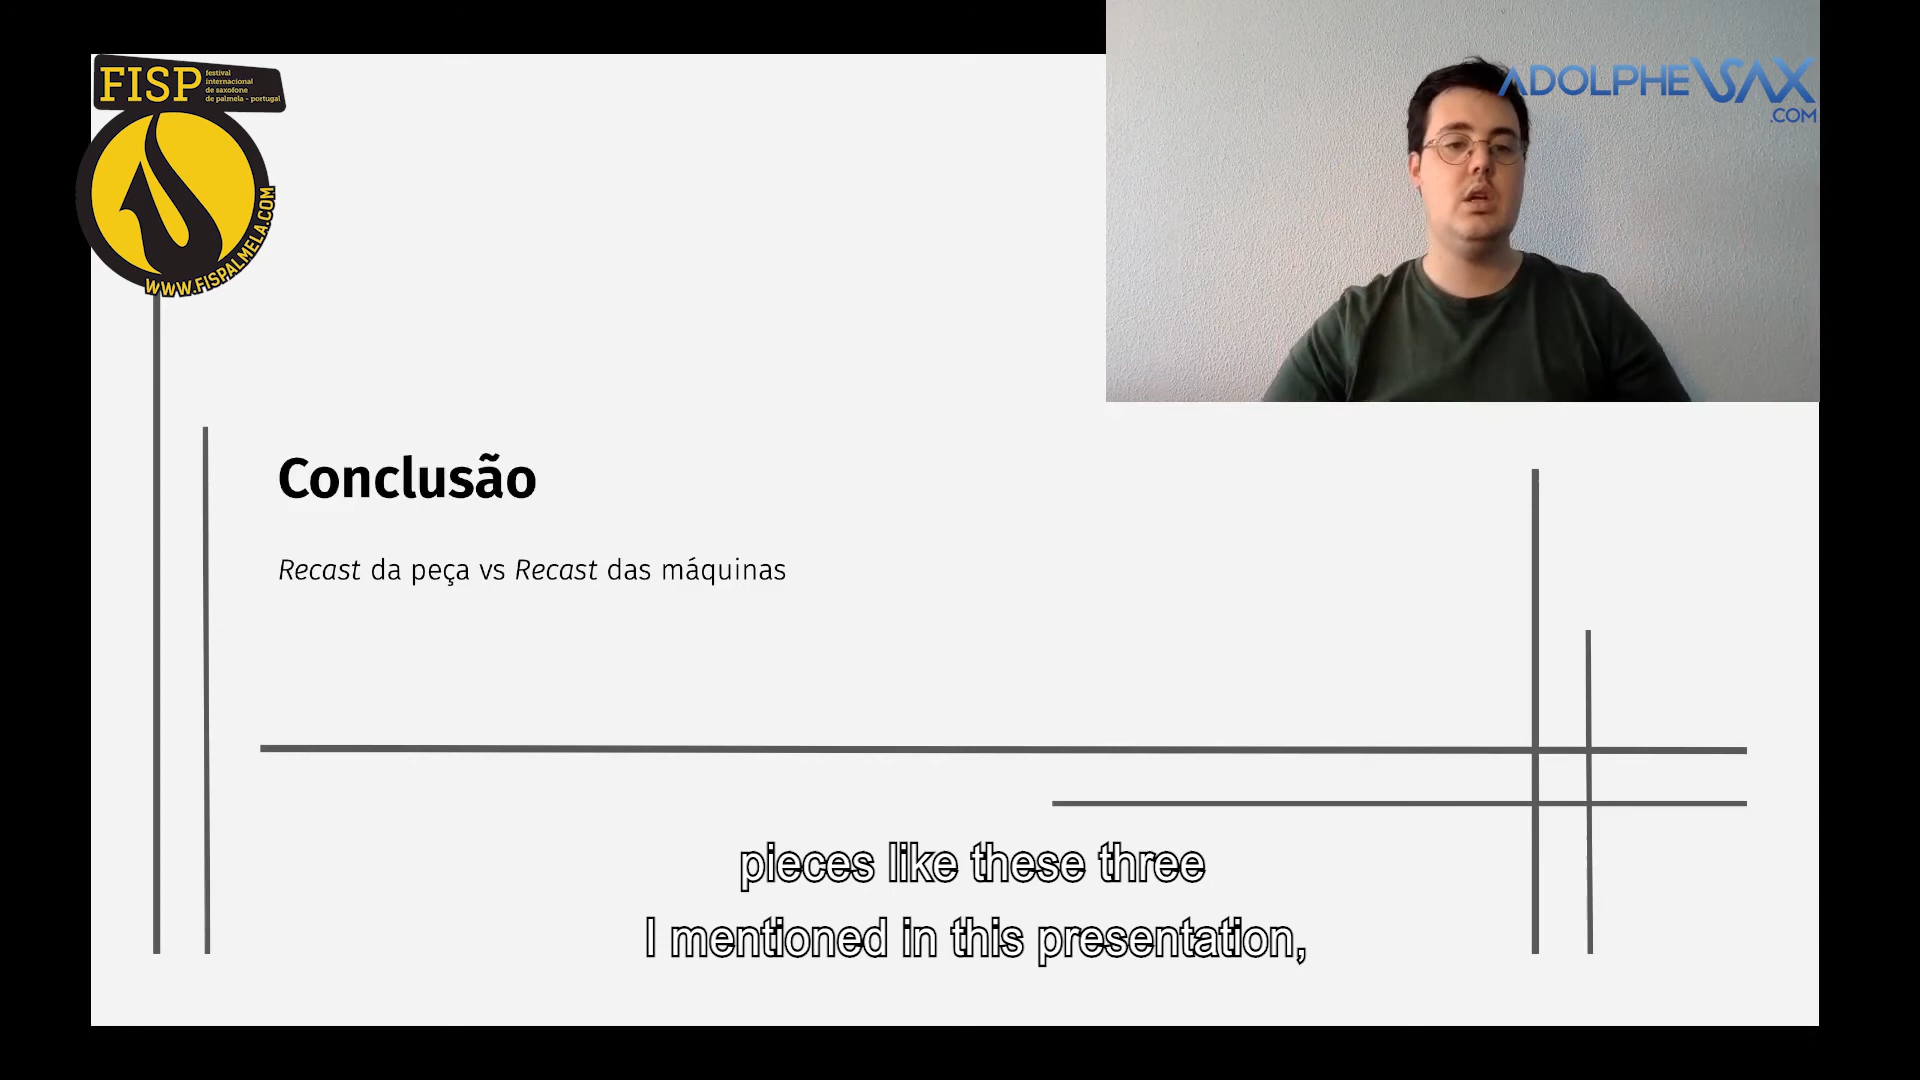 FISP
festival
internacional
de saxofone
de palmela - portugal
WWW.FISPALMELA.COM
ADOLPHESAX
.COM
Conclusão
Recast da peça vs Recast das máquinas
pieces like these three
I mentioned in this presentation,